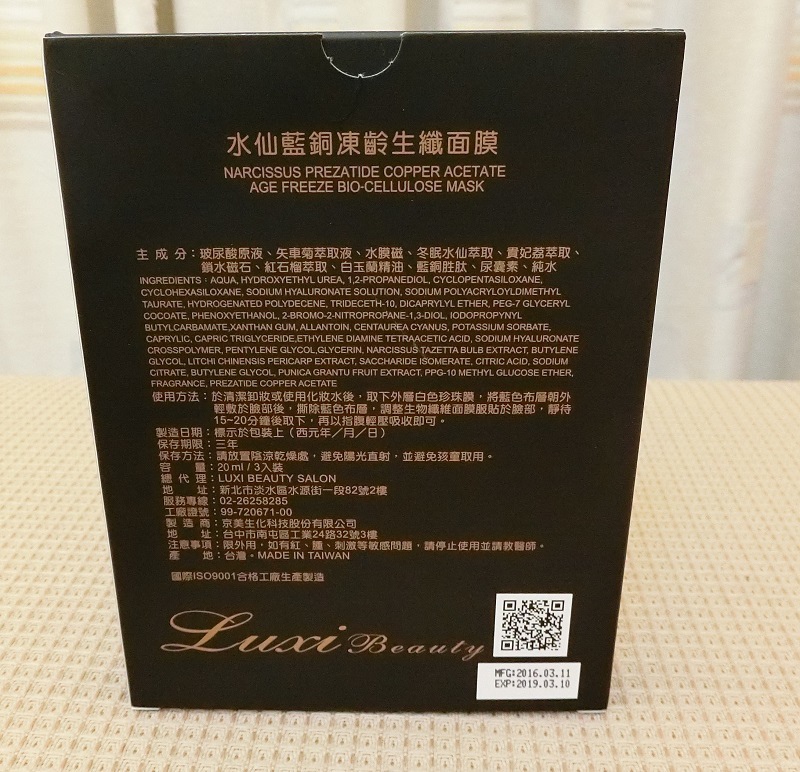 水仙藍銅凍齡生纖面膜
NARCISSUS PREZATIDE COPPER ACETATE
AGE FREEZE BIO-CELLULOSE MASK
主 成 分：玻尿酸原液、矢車菊萃取液、水膜磁、冬眠水仙萃取、貴妃荔萃取、
鎖水磁石、紅石榴萃取、白玉蘭精油、藍銅胜肽、尿囊素、純水
INGREDIENTS：AQUA, HYDROXYETHYL UREA, 1,2-PROPANEDIOL, CYCLOPENTASILOXANE,
CYCLOHEXASILOXANE, SODIUM HYALURONATE SOLUTION, SODIUM POLYACRYLOYLDIMETHYL
TAURATE, HYDROGENATED POLYDECENE, TRIDECETH-10, DICAPRYLYL ETHER, PEG-7 GLYCERYL
COCOATE, PHENOXYETHANOL, 2-BROMO-2-NITROPROPANE-1,3-DIOL, IODOPROPYNYL
BUTYLCARBAMATE,XANTHAN GUM, ALLANTOIN, CENTAUREA CYANUS, POTASSIUM SORBATE,
CAPRYLIC, CAPRIC TRIGLYCERIDE,ETHYLENE DIAMINE TETRAACETIC ACID, SODIUM HYALURONATE
CROSSPOLYMER, PENTYLENE GLYCOL,GLYCERIN, NARCISSUS TAZETTA BULB EXTRACT, BUTYLENE
GLYCOL, LITCHI CHINENSIS PERICARP EXTRACT, SACCHARIDE ISOMERATE, CITRIC ACID, SODIUM
CITRATE, BUTYLENE GLYCOL, PUNICA GRANTU FRUIT EXTRACT, PPG-10 METHYL GLUCOSE ETHER,
FRAGRANCE, PREZATIDE COPPER ACETATE
使用方法：於清潔卸妝或使用化妝水後，取下外層白色珍珠膜，將藍色布層朝外
輕敷於臉部後，撕除藍色布層，調整生物纖維面膜服貼於臉部，靜待
15~20分鐘後取下，再以指腹輕壓吸收即可。
製造日期：標示於包裝上（西元年／月／日）
保存期限：三年
保存方法：請放置陰涼乾燥處，避免陽光直射，並避免孩童取用。
容 量：20 ml / 3入裝
總 代 理：LUXI BEAUTY SALON
地 址：新北市淡水區水源街一段82號2樓
服務專線：02-26258285
工廠證號：99-720671-00
製 造 商：京美生化科技股份有限公司
地 址：台中市南屯區工業24路32號3樓
注意事項：限外用，如有紅、腫、刺激等敏感問題，請停止使用並請教醫師。
產 地：台灣。MADE IN TAIWAN
國際ISO9001合格工廠生產製造
Luxi Beauty
MFG:2016.03.11
EXP:2019.03.10